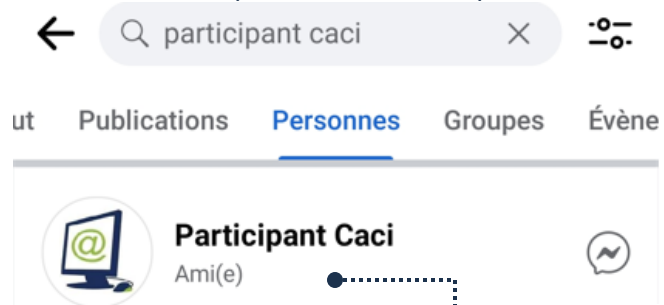 participant caci
ut Publications Personnes Groupes Évène
@
Participant Caci
Ami(e)